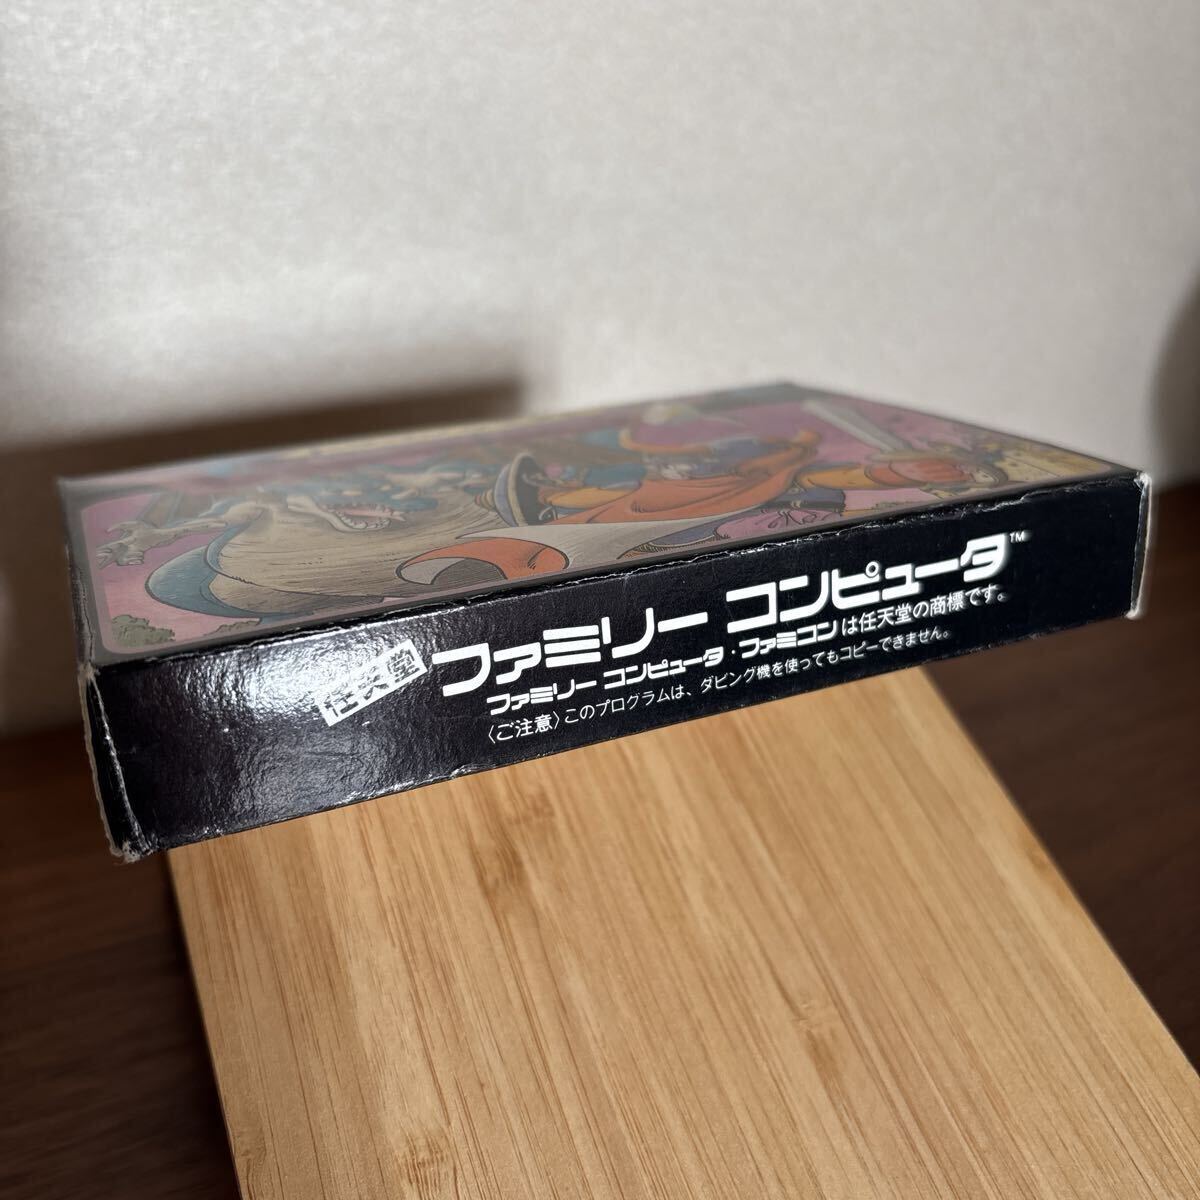 任天堂 ファミリー コンピュータ™
ファミリー コンピュータ・ファミコンは任天堂の商標です。
〈ご注意〉このプログラムは、ダビング機を使ってもコピーできません。